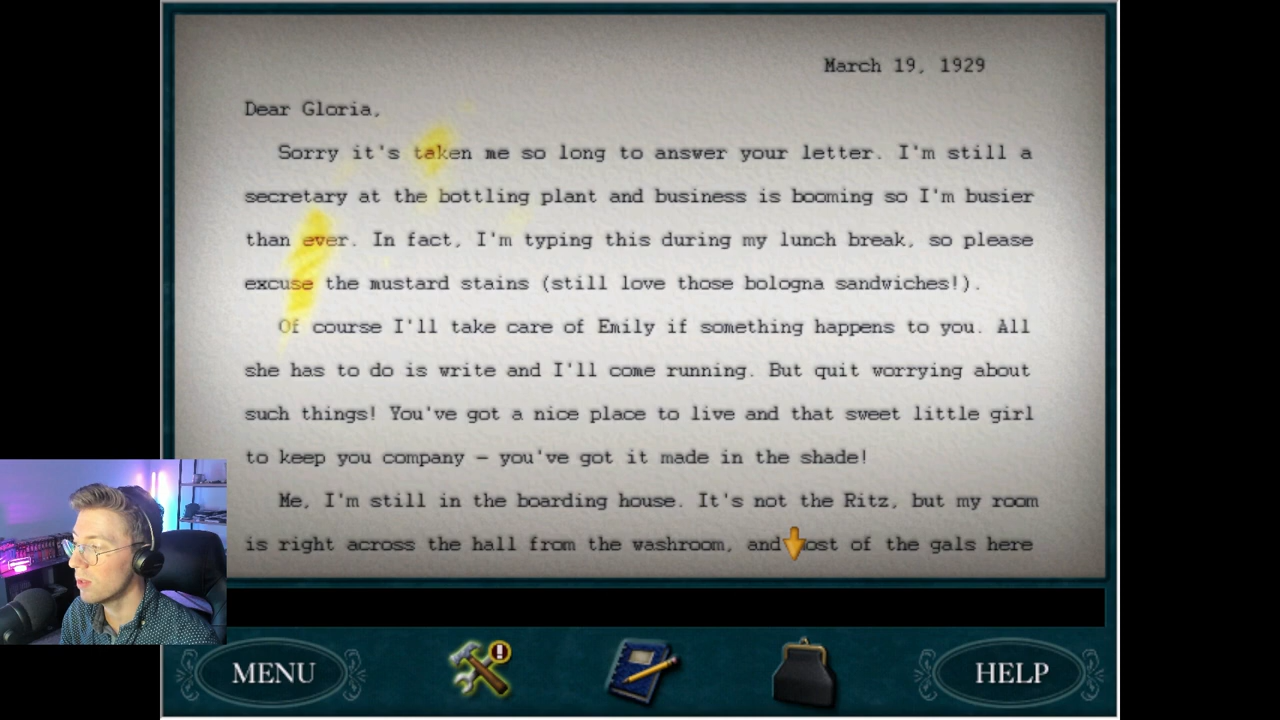 March 19, 1929
Dear Gloria,
Sorry it's taken me so long to answer your letter. I'm still a
secretary at the bottling plant and business is booming so I'm busier
than ever. In fact, I'm typing this during my lunch break, so please
excuse the mustard stains (still love those bologna sandwiches!).
Of course I'll take care of Emily if something happens to you. All
she has to do is write and I'll come running. But quit worrying about
such things! You've got a nice place to live and that sweet little girl
to keep you company — you've got it made in the shade!
Me, I'm still in the boarding house. It's not the Ritz, but my room
is right across the hall from the washroom, and most of the gals here
MENU
HELP